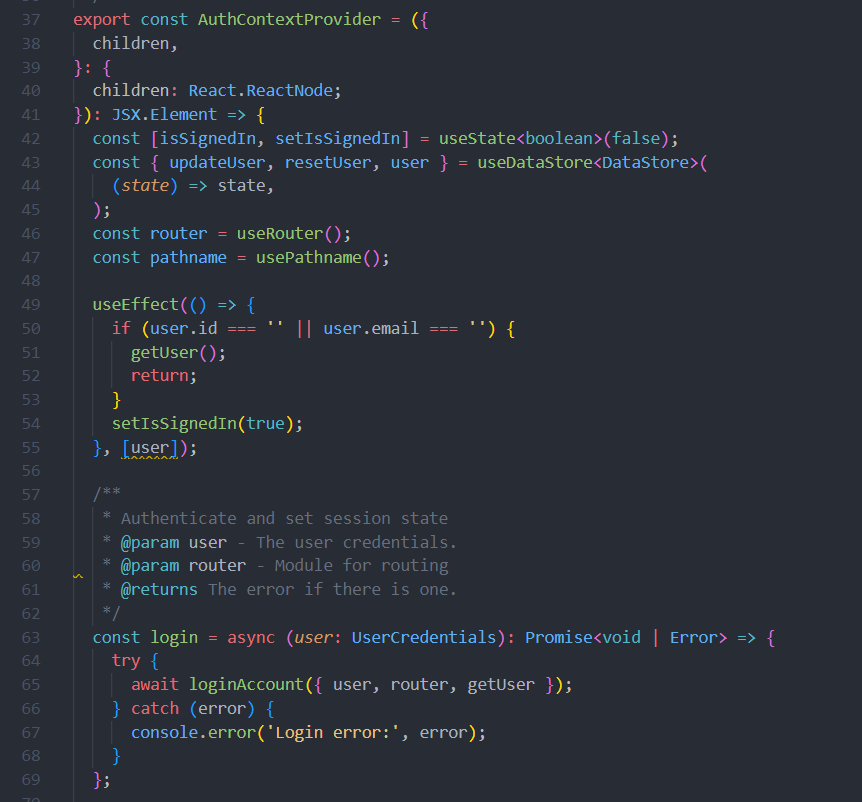 37 export const AuthContextProvider = ({
38   children,
39 }: {
40   children: React.ReactNode;
41 }): JSX.Element => {
42   const [isSignedIn, setIsSignedIn] = useState<boolean>(false);
43   const { updateUser, resetUser, user } = useDataStore<DataStore>(
44     (state) => state,
45   );
46   const router = useRouter();
47   const pathname = usePathname();
48
49   useEffect(() => {
50     if (user.id === '' || user.email === '') {
51       getUser();
52       return;
53     }
54     setIsSignedIn(true);
55   }, [user]);
56
57   /**
58    * Authenticate and set session state
59    * @param user - The user credentials.
60    * @param router - Module for routing
61    * @returns The error if there is one.
62    */
63   const login = async (user: UserCredentials): Promise<void | Error> => {
64     try {
65       await loginAccount({ user, router, getUser });
66     } catch (error) {
67       console.error('Login error:', error);
68     }
69   };